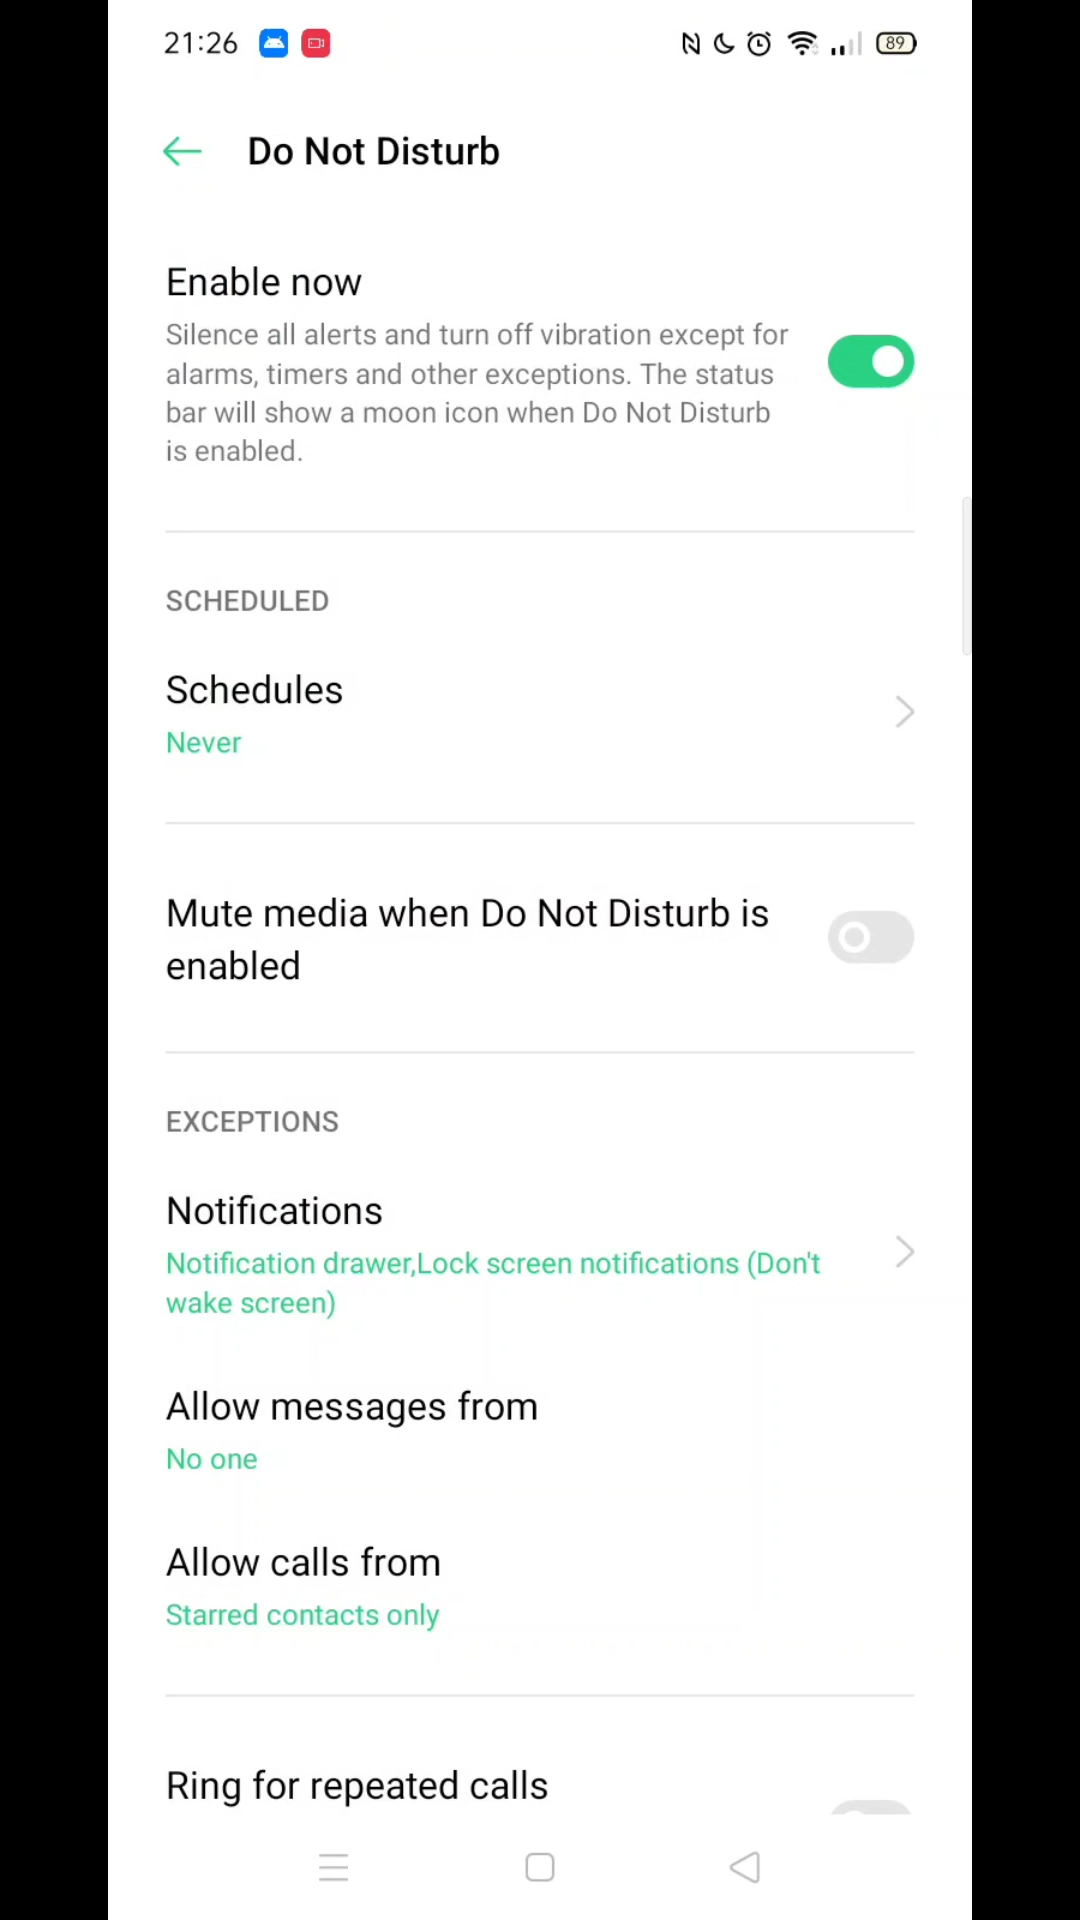 21:26
89
Do Not Disturb
Enable now
Silence all alerts and turn off vibration except for
alarms, timers and other exceptions. The status
bar will show a moon icon when Do Not Disturb
is enabled.
SCHEDULED
Schedules
Never
Mute media when Do Not Disturb is
enabled
EXCEPTIONS
Notifications
Notification drawer,Lock screen notifications (Don't
wake screen)
Allow messages from
No one
Allow calls from
Starred contacts only
Ring for repeated calls